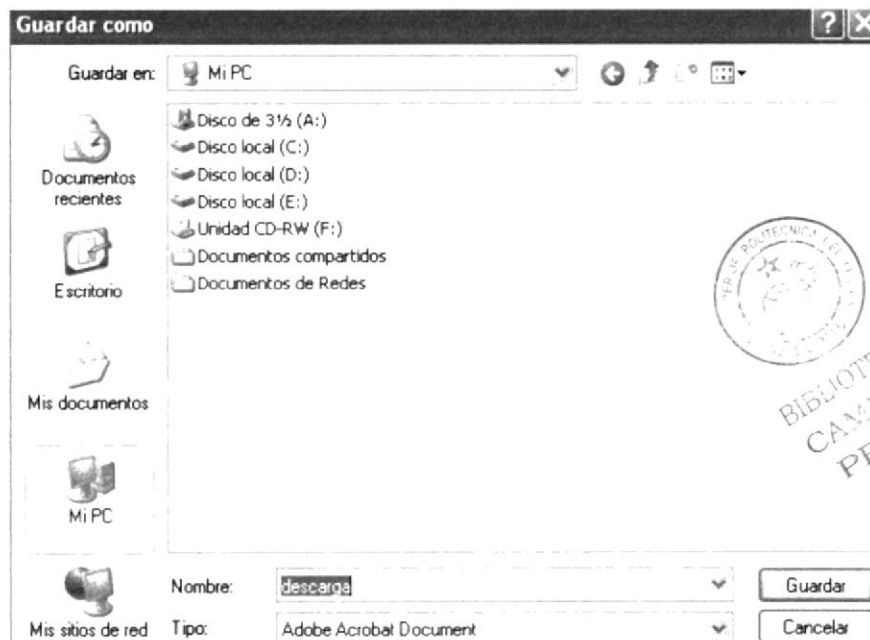 Guardar como
Guardar en:
Mi PC
Disco de 3½ (A:)
Disco local (C:)
Disco local (D:)
Disco local (E:)
Unidad CD-RW (F:)
Documentos compartidos
Documentos de Redes
Documentos
recientes
Escritorio
Mis documentos
Mi PC
Mis sitios de red
POLITECNICA
Nombre:
descarga
Guardar
Tipo:
Adobe Acrobat Document
Cancelar